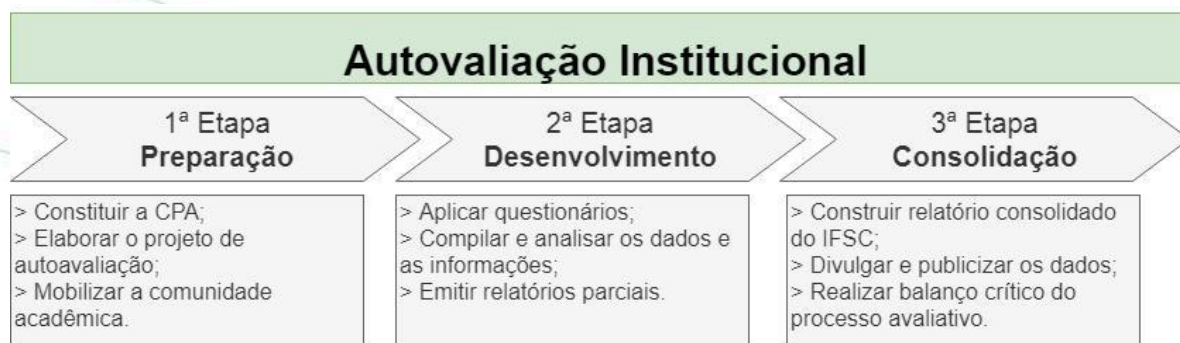 Autovaliação Institucional
1ª Etapa
Preparação
2ª Etapa
Desenvolvimento
3ª Etapa
Consolidação
> Constituir a CPA;
> Elaborar o projeto de
autoavaliação;
> Mobilizar a comunidade
acadêmica.
> Aplicar questionários;
> Compilar e analisar os dados e
as informações;
> Emitir relatórios parciais.
> Construir relatório consolidado
do IFSC;
> Divulgar e publicizar os dados;
> Realizar balanço crítico do
processo avaliativo.